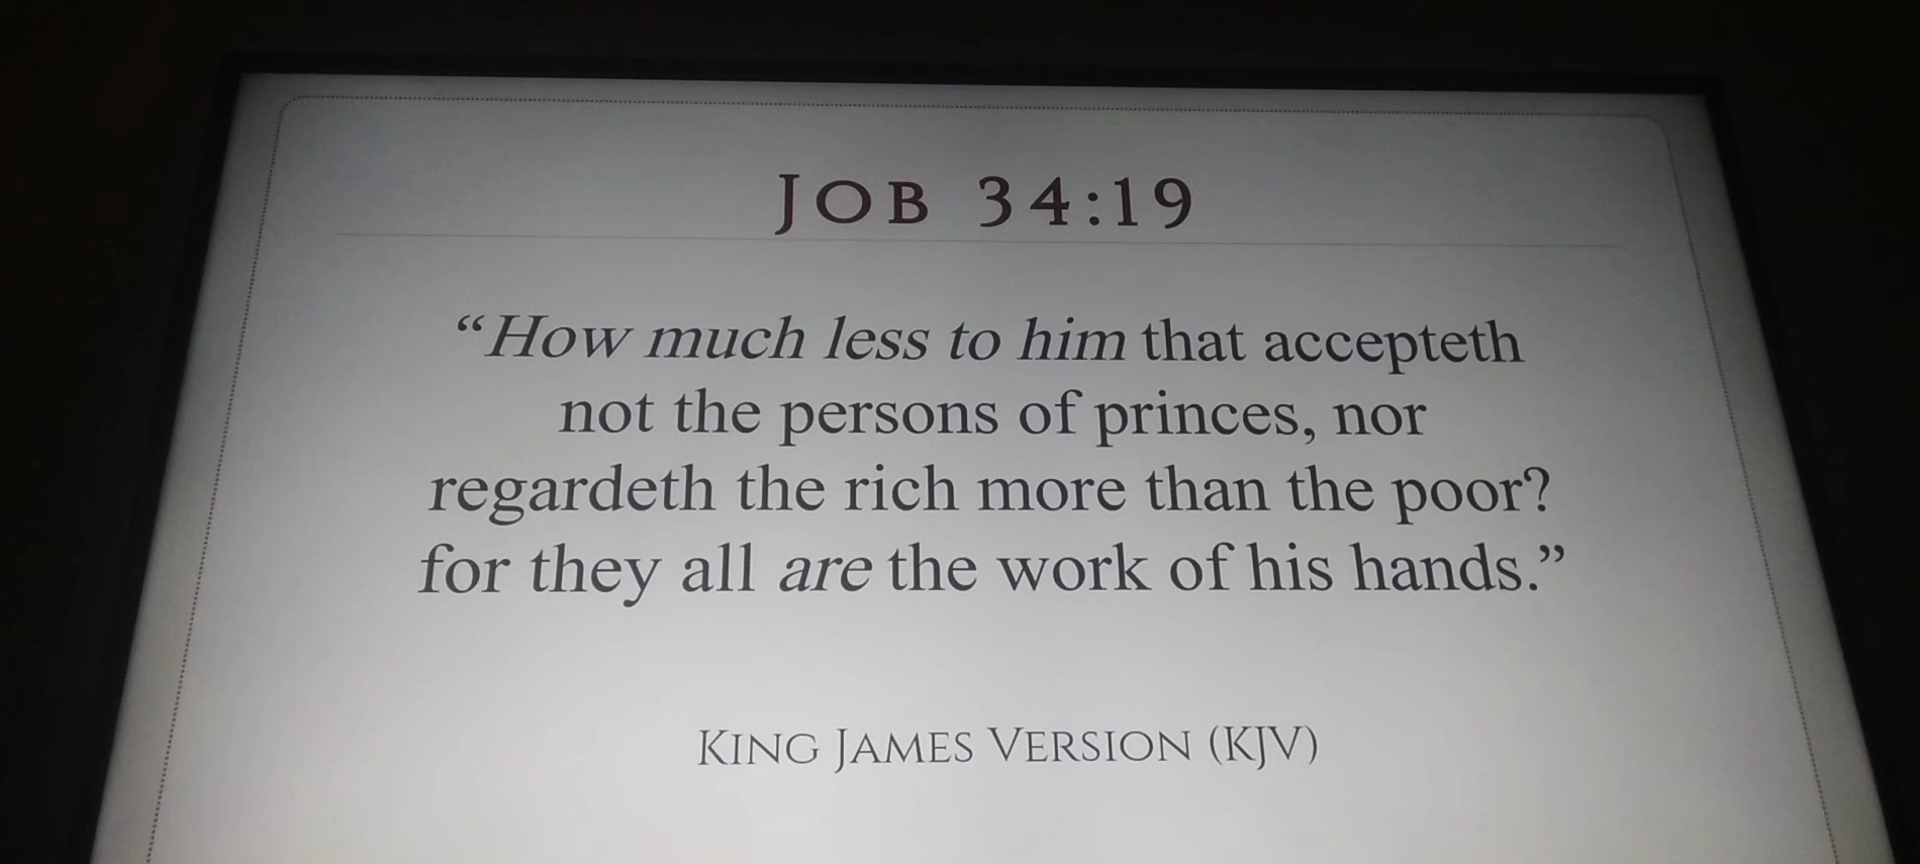 JOB 34:19
“How much less to him that accepteth
not the persons of princes, nor
regardeth the rich more than the poor?
for they all are the work of his hands.”
KING JAMES VERSION (KJV)